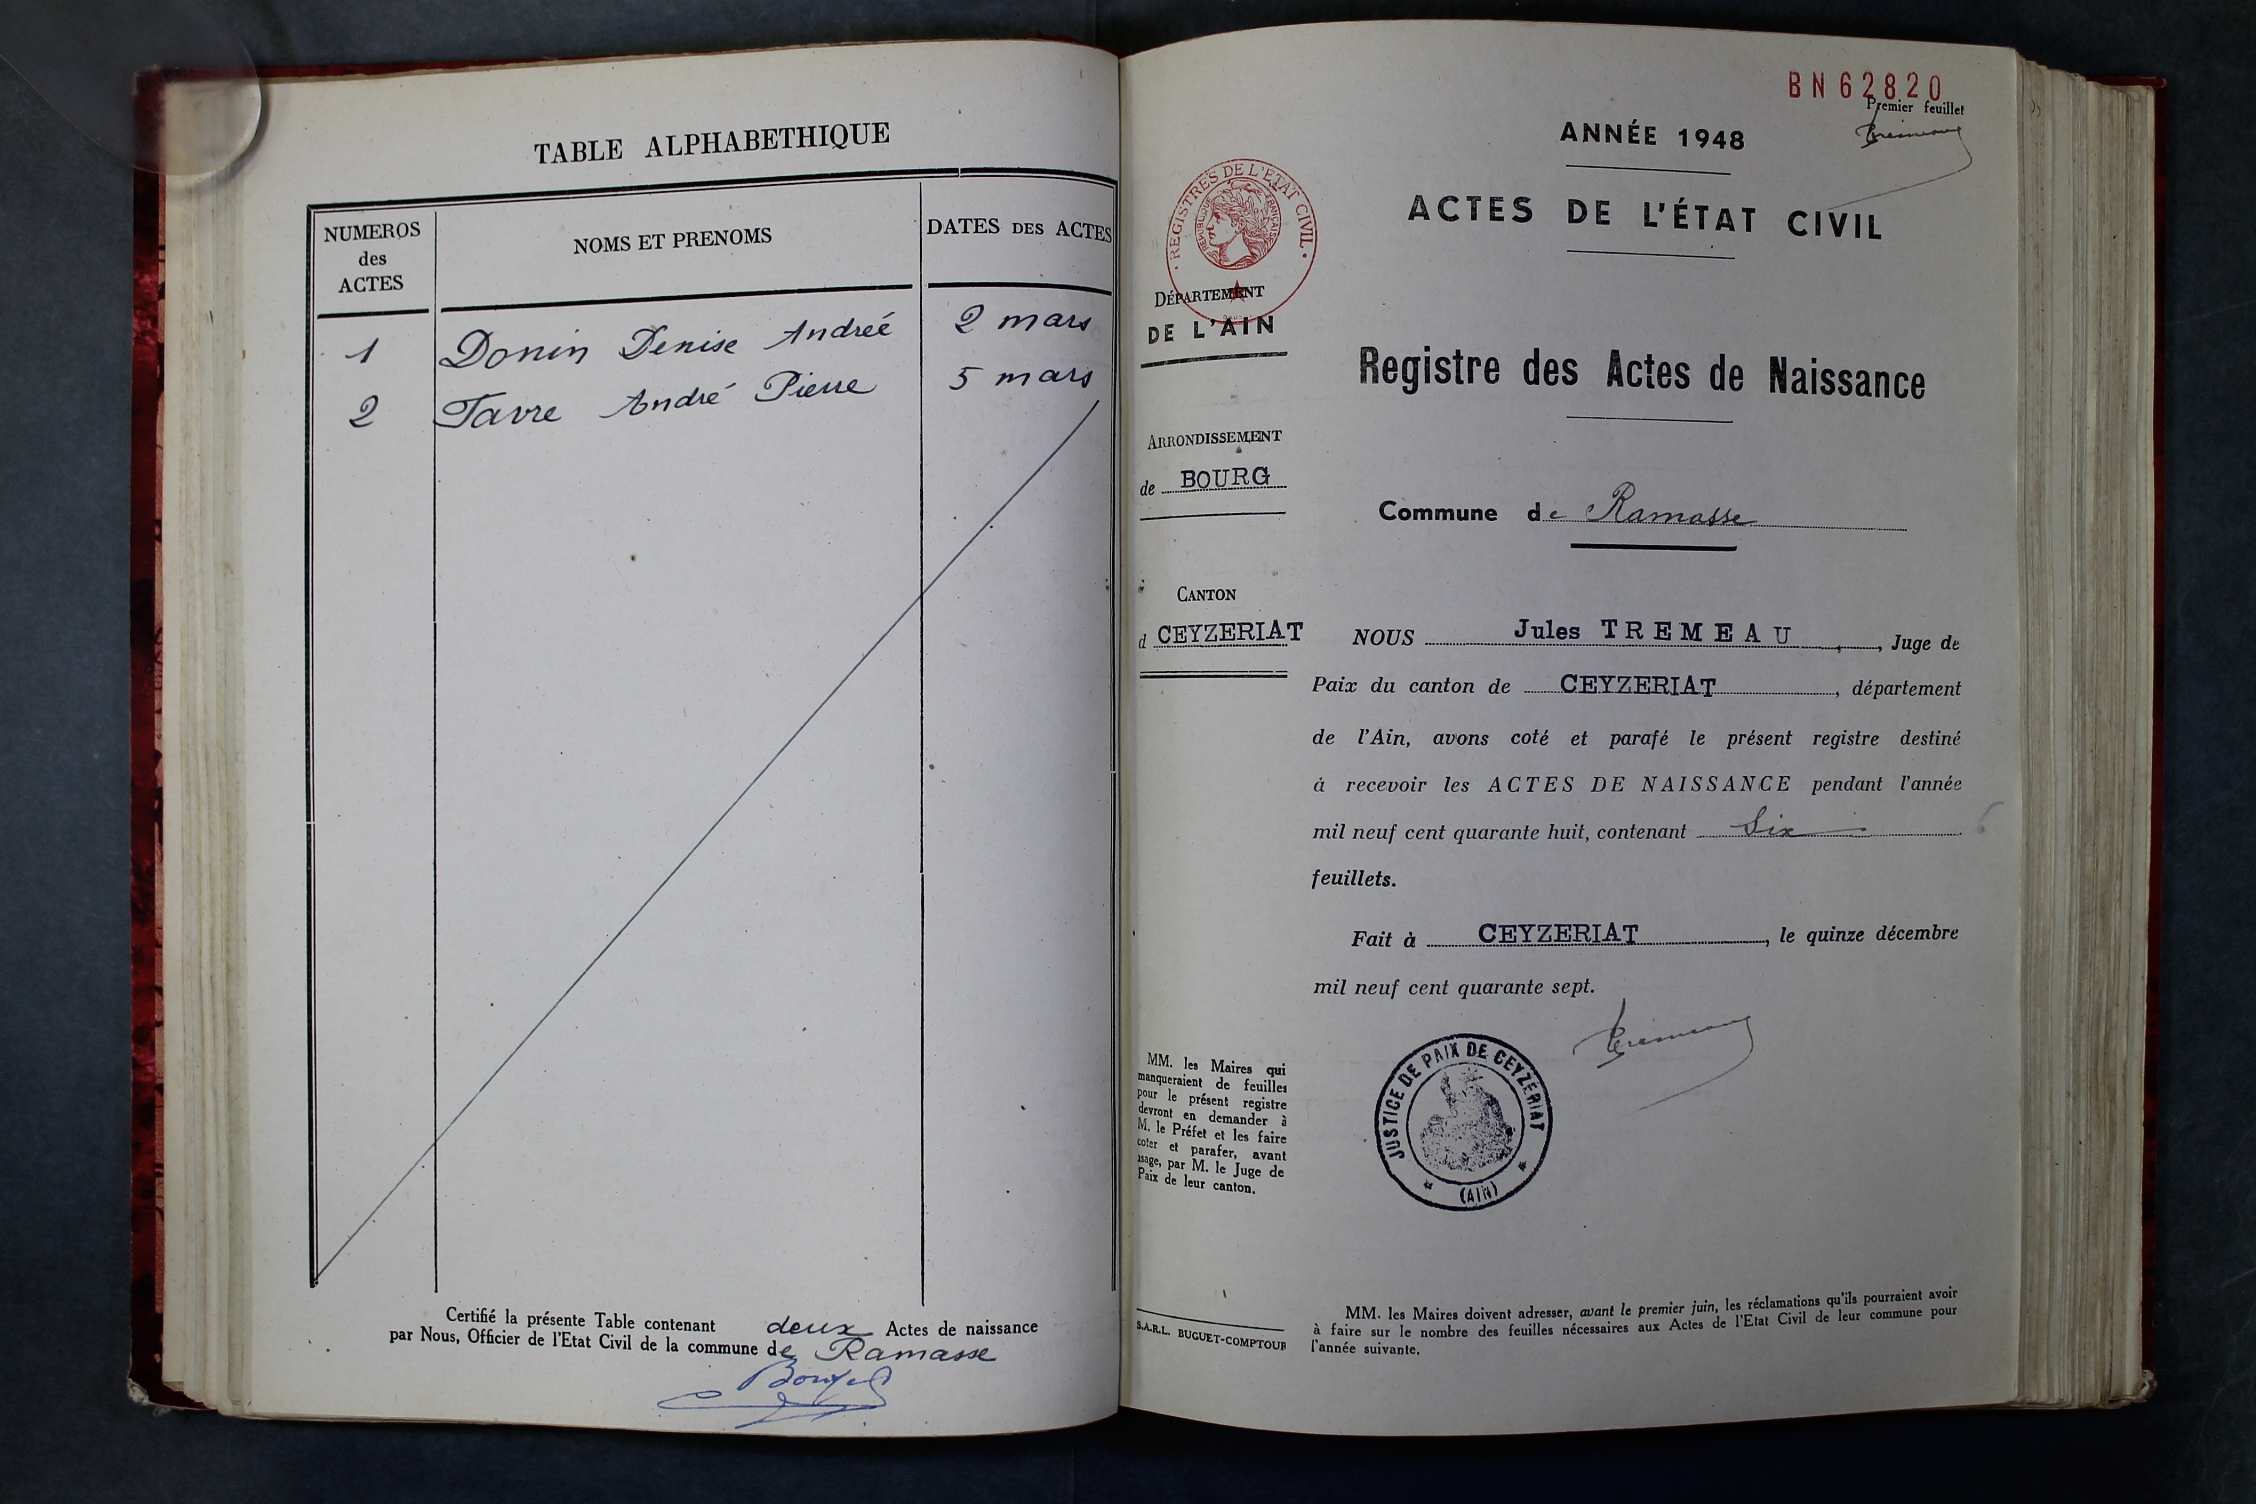 TABLE ALPHABETHIQUE
NUMEROS
des
ACTES
NOMS ET PRENOMS
DATES DES ACTES
1 Donin Denise Andreé 2 mars
2 Tavre André Pierre 5 mars
Certifié la présente Table contenant deux Actes de naissance
par Nous, Officier de l'Etat Civil de la commune de Ramasse
BN62820
Premier feuillet
Tremeau
ANNÉE 1948
ACTES DE L'ÉTAT CIVIL
REGISTRES DE L'ETAT CIVIL
REPUBLIQUE FRANÇAISE
DÉPARTEMENT
DE L'AIN
Registre des Actes de Naissance
ARRONDISSEMENT
de BOURG
Commune de Ramasse
CANTON
d CEYZERIAT
NOUS Jules TREMEAU, Juge de
Paix du canton de CEYZERIAT, département
de l'Ain, avons coté et parafé le présent registre destiné
à recevoir les ACTES DE NAISSANCE pendant l'année
mil neuf cent quarante huit, contenant Six
feuillets.
6
Fait à CEYZERIAT, le quinze décembre
mil neuf cent quarante sept.
Tremeau
JUSTICE DE PAIX DE CEYZERIAT
(AIN)
MM. les Maires qui
manqueraient de feuilles
pour le présent registre
devront en demander à
M. le Préfet et les faire
coter et parafer, avant
usage, par M. le Juge de
Paix de leur canton.
S.A.R.L. BUGUET-COMPTOUR
MM. les Maires doivent adresser, avant le premier juin, les réclamations qu'ils pourraient avoir
à faire sur le nombre des feuilles nécessaires aux Actes de l'Etat Civil de leur commune pour
l'année suivante.